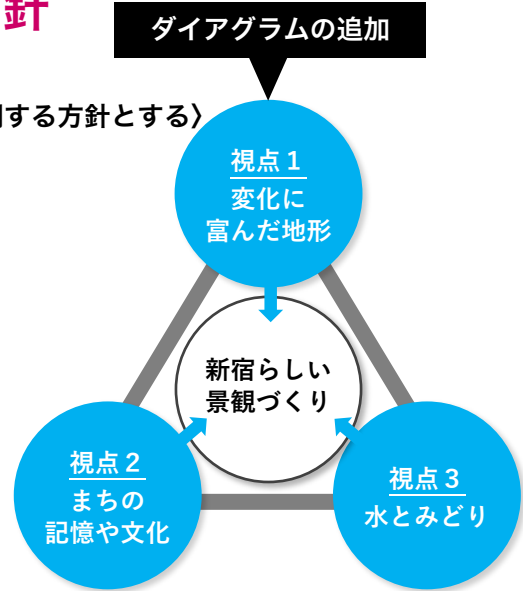 針
ダイアグラムの追加
する方針とする〉
視点1
変化に
富んだ地形
新宿らしい
景観づくり
視点2
まちの
記憶や文化
視点3
水とみどり